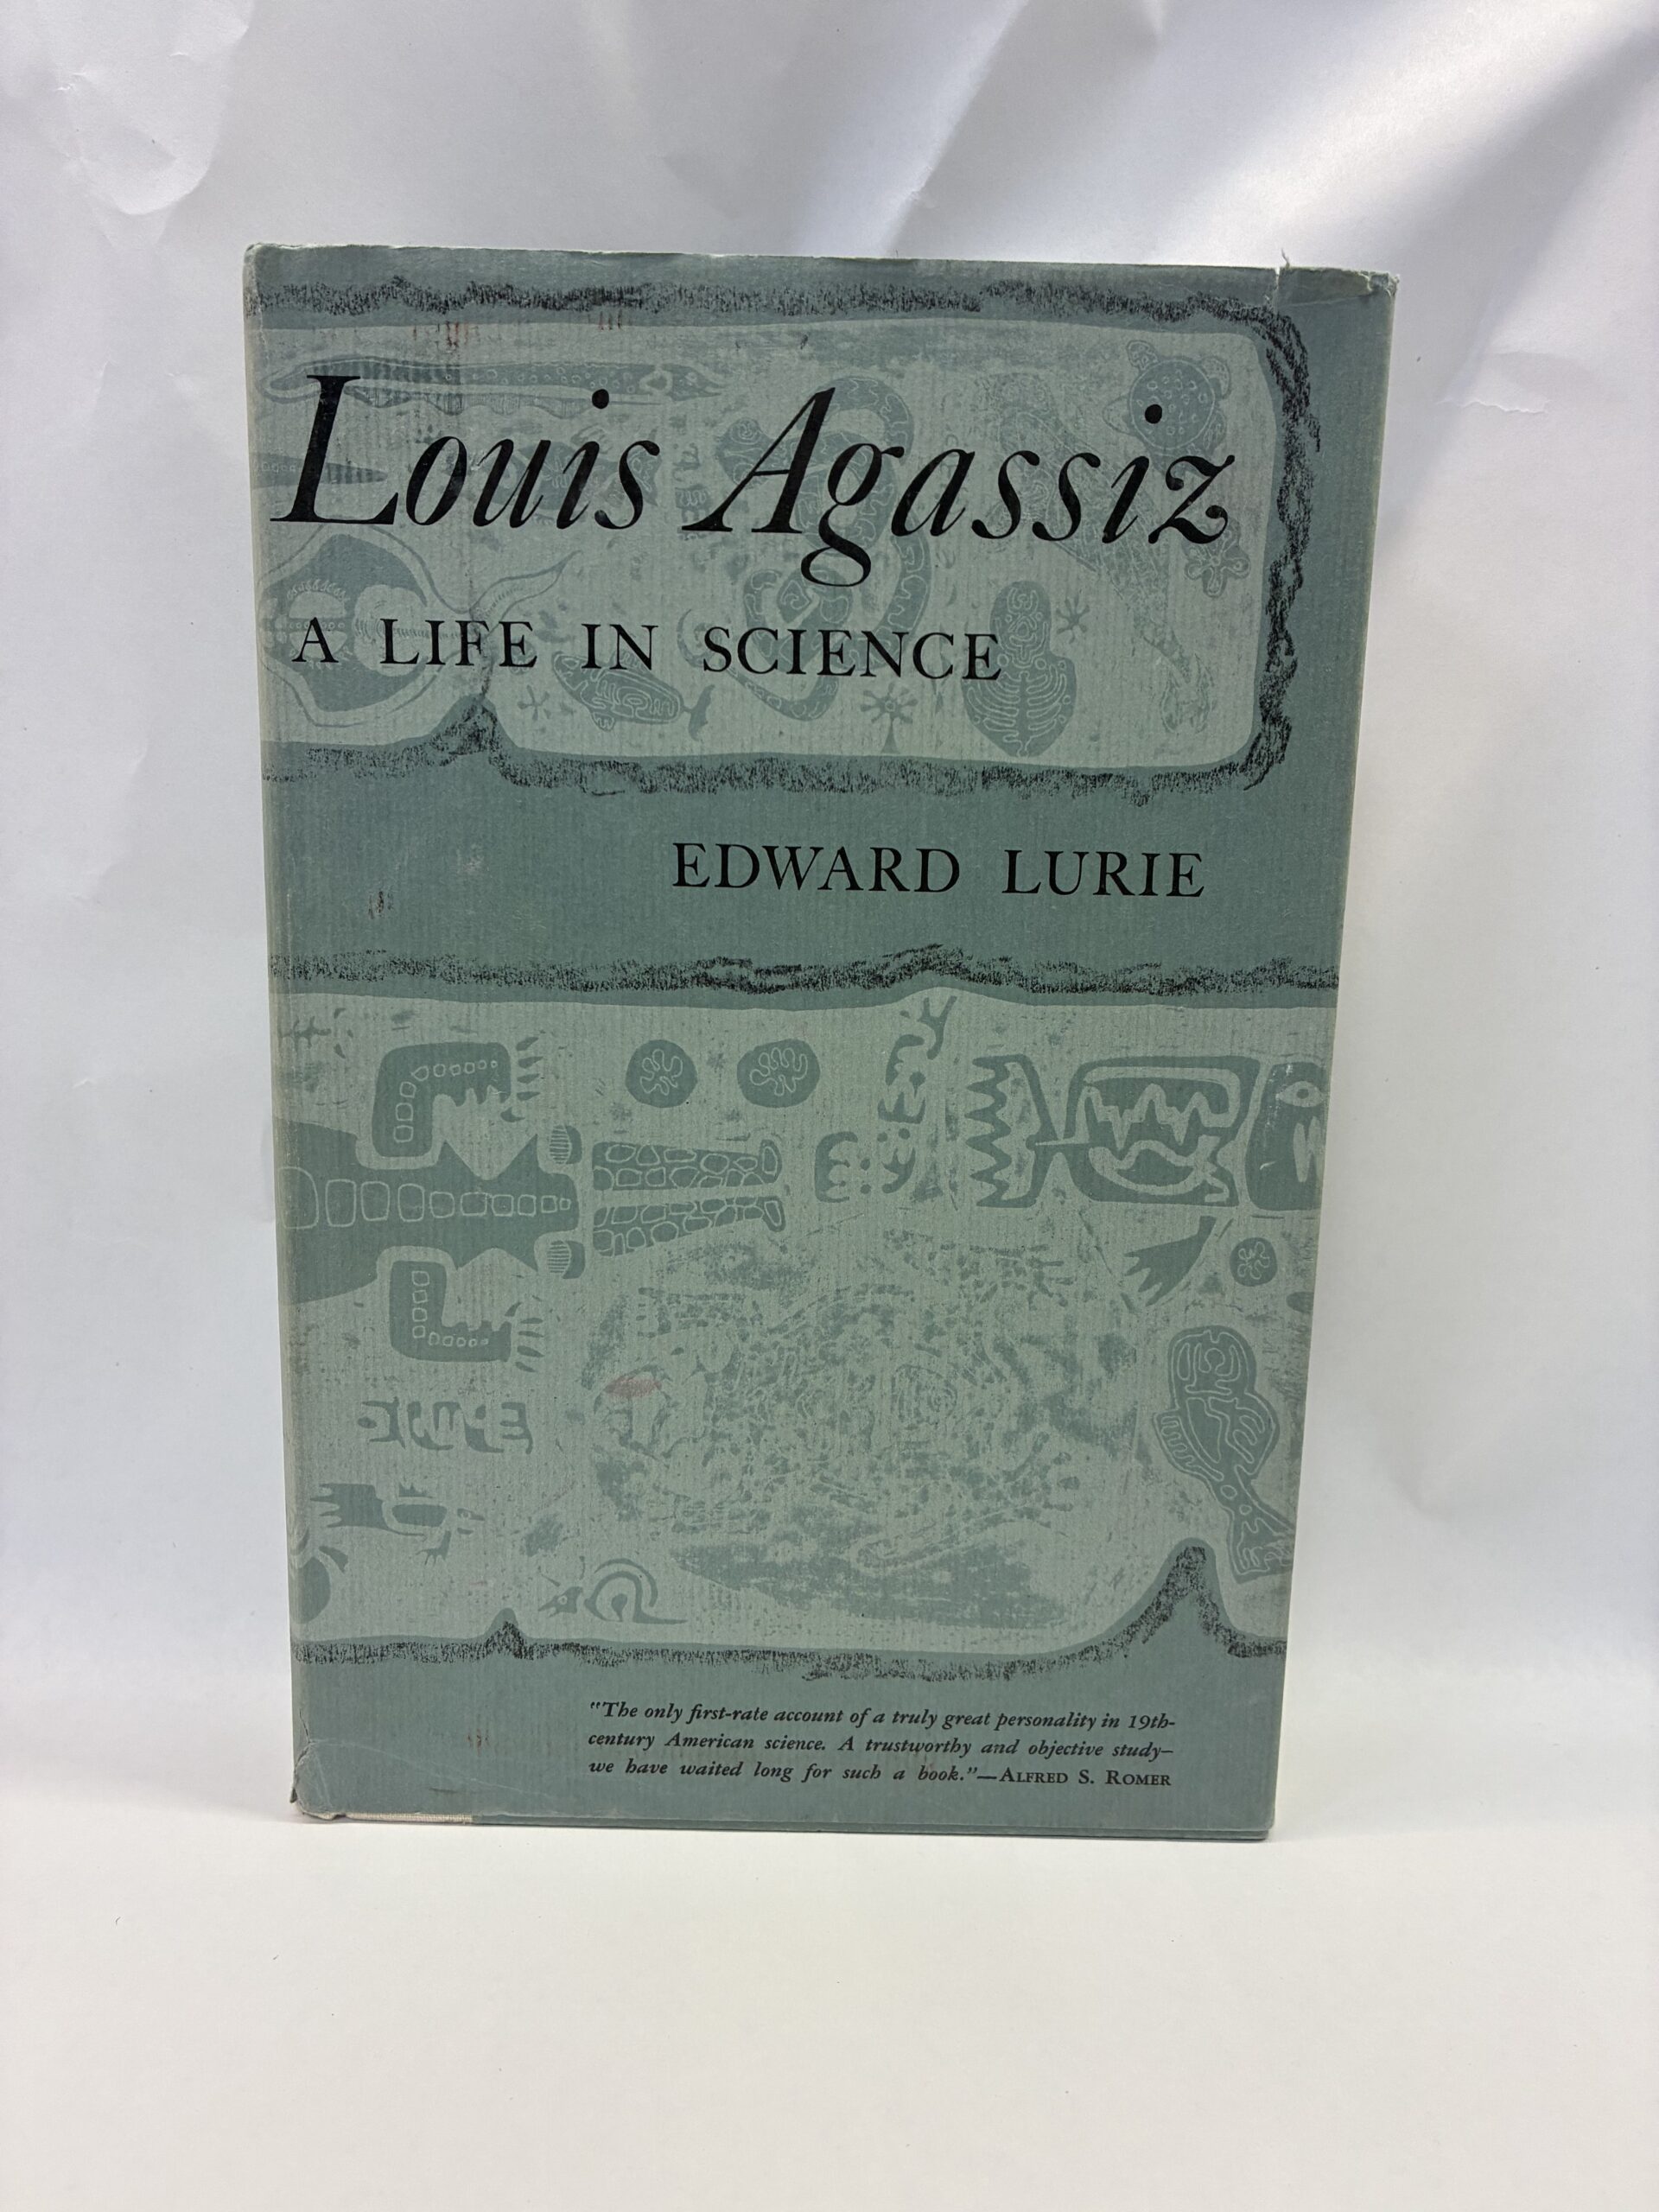 Louis Agassiz
A LIFE IN SCIENCE
EDWARD LURIE
"The only first-rate account of a truly great personality in 19th-
century American science. A trustworthy and objective study—
we have waited long for such a book."—ALFRED S. ROMER